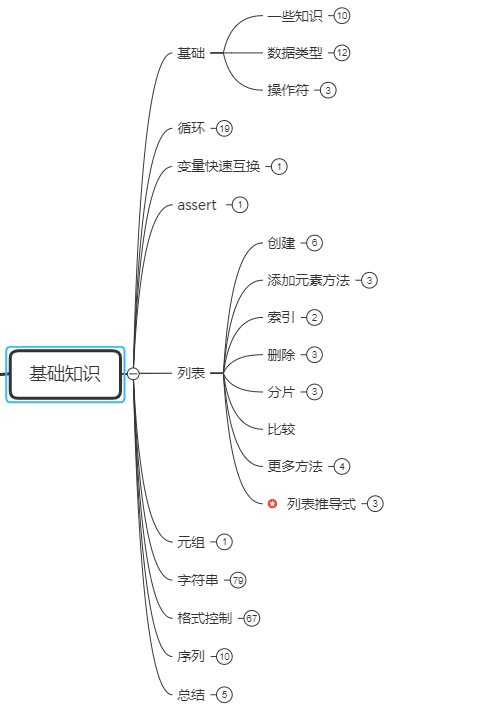 一些知识 10
基础
数据类型 12
操作符 3
循环 19
变量快速互换 1
assert 1
创建 6
添加元素方法 3
索引 2
删除 3
基础知识
列表
分片 3
比较
更多方法 4
列表推导式 3
元组 1
字符串 79
格式控制 67
序列 10
总结 5